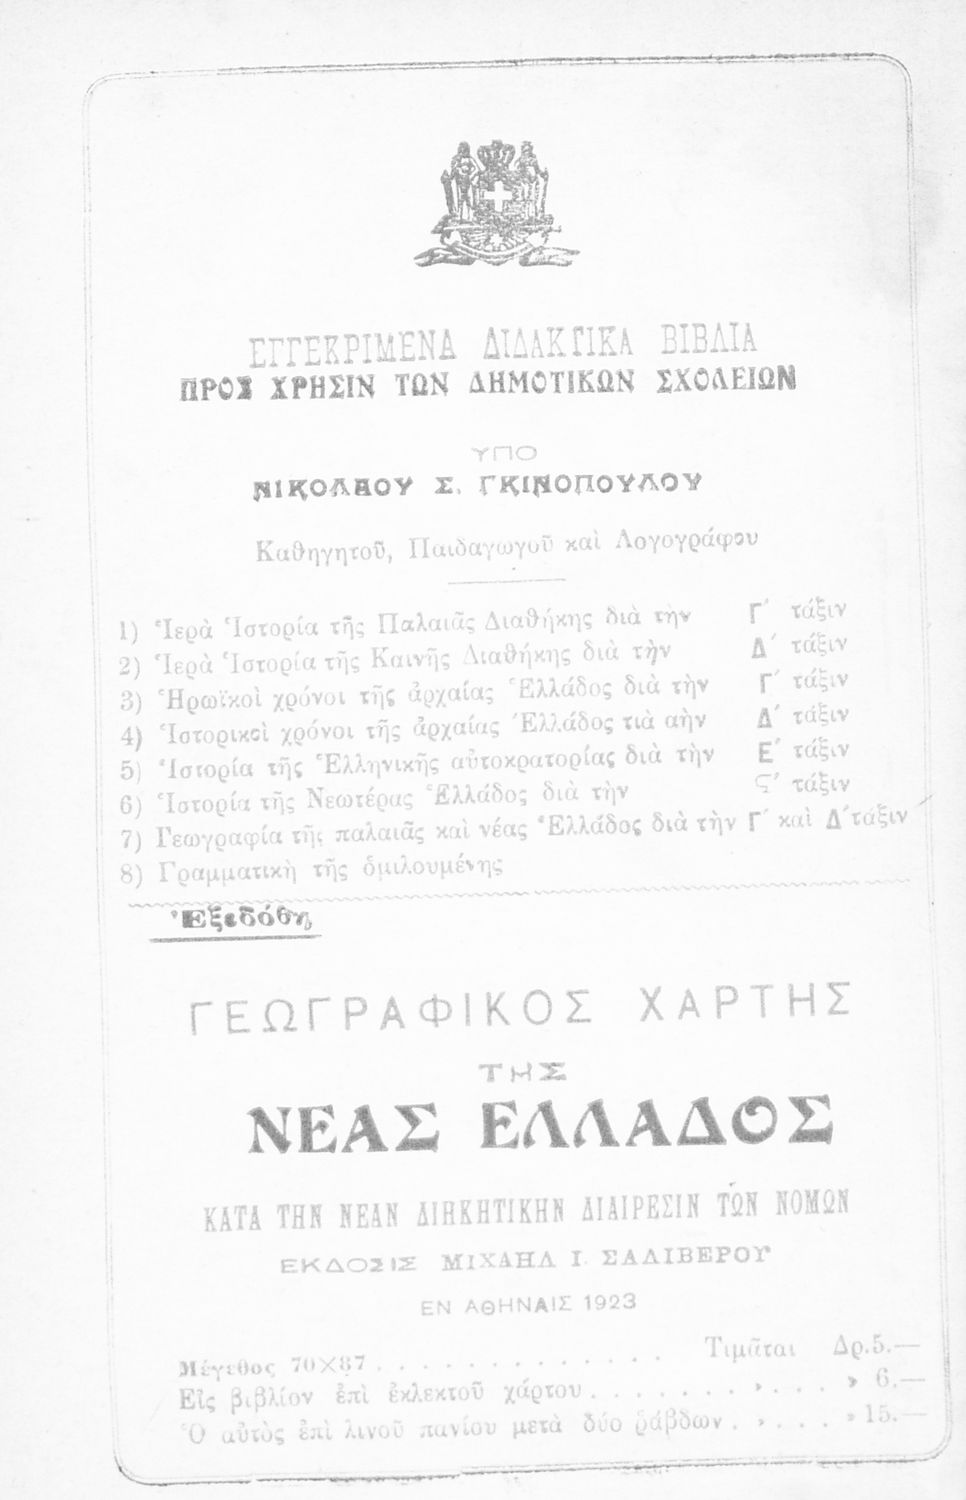 ΕΓΓΕΚΡΙΜΕΝΑ ΔΙΔΑΚΤΙΚΑ ΒΙΒΛΙΑ
ΠΡΟΣ ΧΡΗΣΙΝ ΤΩΝ ΔΗΜΟΤΙΚΩΝ ΣΧΟΛΕΙΩΝ
ΥΠΟ
ΝΙΚΟΛΑΟΥ Σ. ΓΚΙΝΟΠΟΥΛΟΥ
Καθηγητοῦ, Παιδαγωγοῦ καὶ Λογογράφου
1) Ἱερὰ Ἱστορία τῆς Παλαιᾶς Διαθήκης διὰ τὴν Γ΄ τάξιν
2) Ἱερὰ Ἱστορία τῆς Καινῆς Διαθήκης διὰ τὴν Δ΄ τάξιν
3) Ἡρωϊκοὶ χρόνοι τῆς ἀρχαίας Ἑλλάδος διὰ τὴν Γ΄ τάξιν
4) Ἱστορικοὶ χρόνοι τῆς ἀρχαίας Ἑλλάδος τιὰ αὴν Δ΄ τάξιν
5) Ἱστορία τῆς Ἑλληνικῆς αὐτοκρατορίας διὰ τὴν Ε΄ τάξιν
6) Ἱστορία τῆς Νεωτέρας Ἑλλάδος διὰ τὴν Ϛ΄ τάξιν
7) Γεωγραφία τῆς παλαιᾶς καὶ νέας Ἑλλάδος διὰ τὴν Γ΄ καὶ Δ΄ τάξιν
8) Γραμματικὴ τῆς ὁμιλουμένης
Ἐξεδόθη
ΓΕΩΓΡΑΦΙΚΟΣ ΧΑΡΤΗΣ
ΤΗΣ
ΝΕΑΣ ΕΛΛΑΔΟΣ
ΚΑΤΑ ΤΗΝ ΝΕΑΝ ΔΙΗΚΗΤΙΚΗΝ ΔΙΑΙΡΕΣΙΝ ΤΩΝ ΝΟΜΩΝ
ΕΚΔΟΣΙΣ ΜΙΧΑΗΛ Ι. ΣΑΛΙΒΕΡΟΥ
ΕΝ ΑΘΗΝΑΙΣ 1923
Μέγεθος 70×87 . . . . . . . . . . . . . Τιμᾶται Δρ. 5.—
Εἰς βιβλίον ἐπὶ ἐκλεκτοῦ χάρτου . . . . . . . » . . . . » 6.—
Ὁ αὐτὸς ἐπὶ λινοῦ πανίου μετὰ δύο ῥάβδων . » . . . . » 15.—